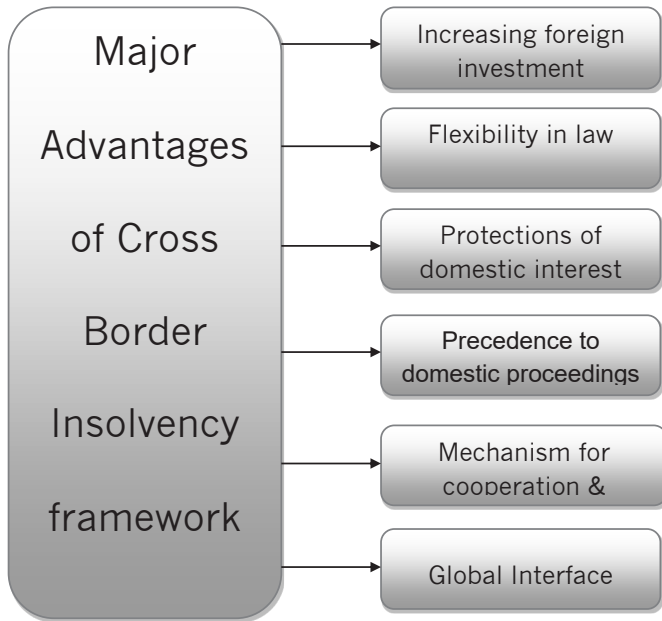 Major
Advantages
of Cross
Border
Insolvency
framework
Increasing foreign
investment
Flexibility in law
Protections of
domestic interest
Precedence to
domestic proceedings
Mechanism for
cooperation &
Global Interface